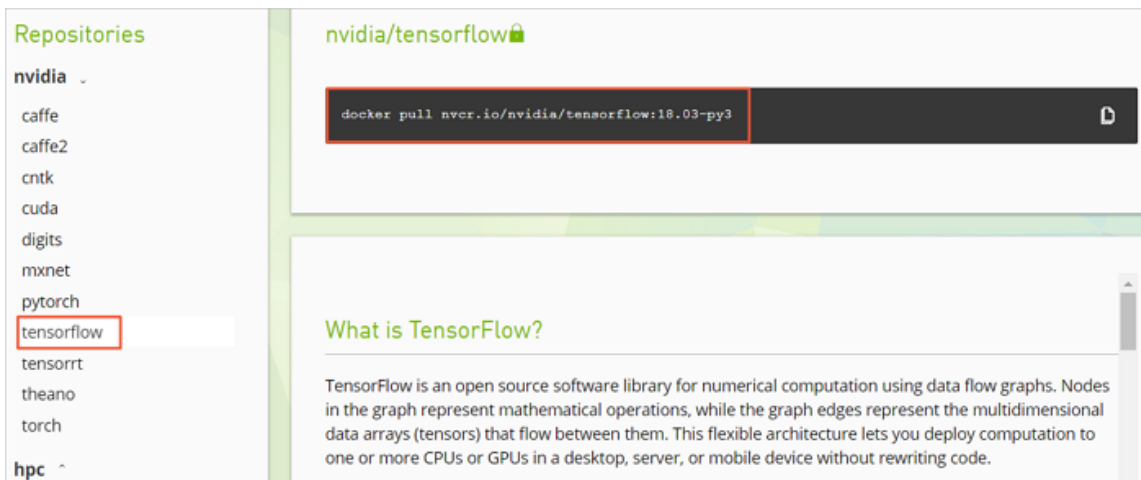 Repositories
nvidia
caffe
caffe2
cntk
cuda
digits
mxnet
pytorch
tensorflow
tensorrt
theano
torch
hpc
nvidia/tensorflow
docker pull nvcr.io/nvidia/tensorflow:18.03-py3
What is TensorFlow?
TensorFlow is an open source software library for numerical computation using data flow graphs. Nodes
in the graph represent mathematical operations, while the graph edges represent the multidimensional
data arrays (tensors) that flow between them. This flexible architecture lets you deploy computation to
one or more CPUs or GPUs in a desktop, server, or mobile device without rewriting code.